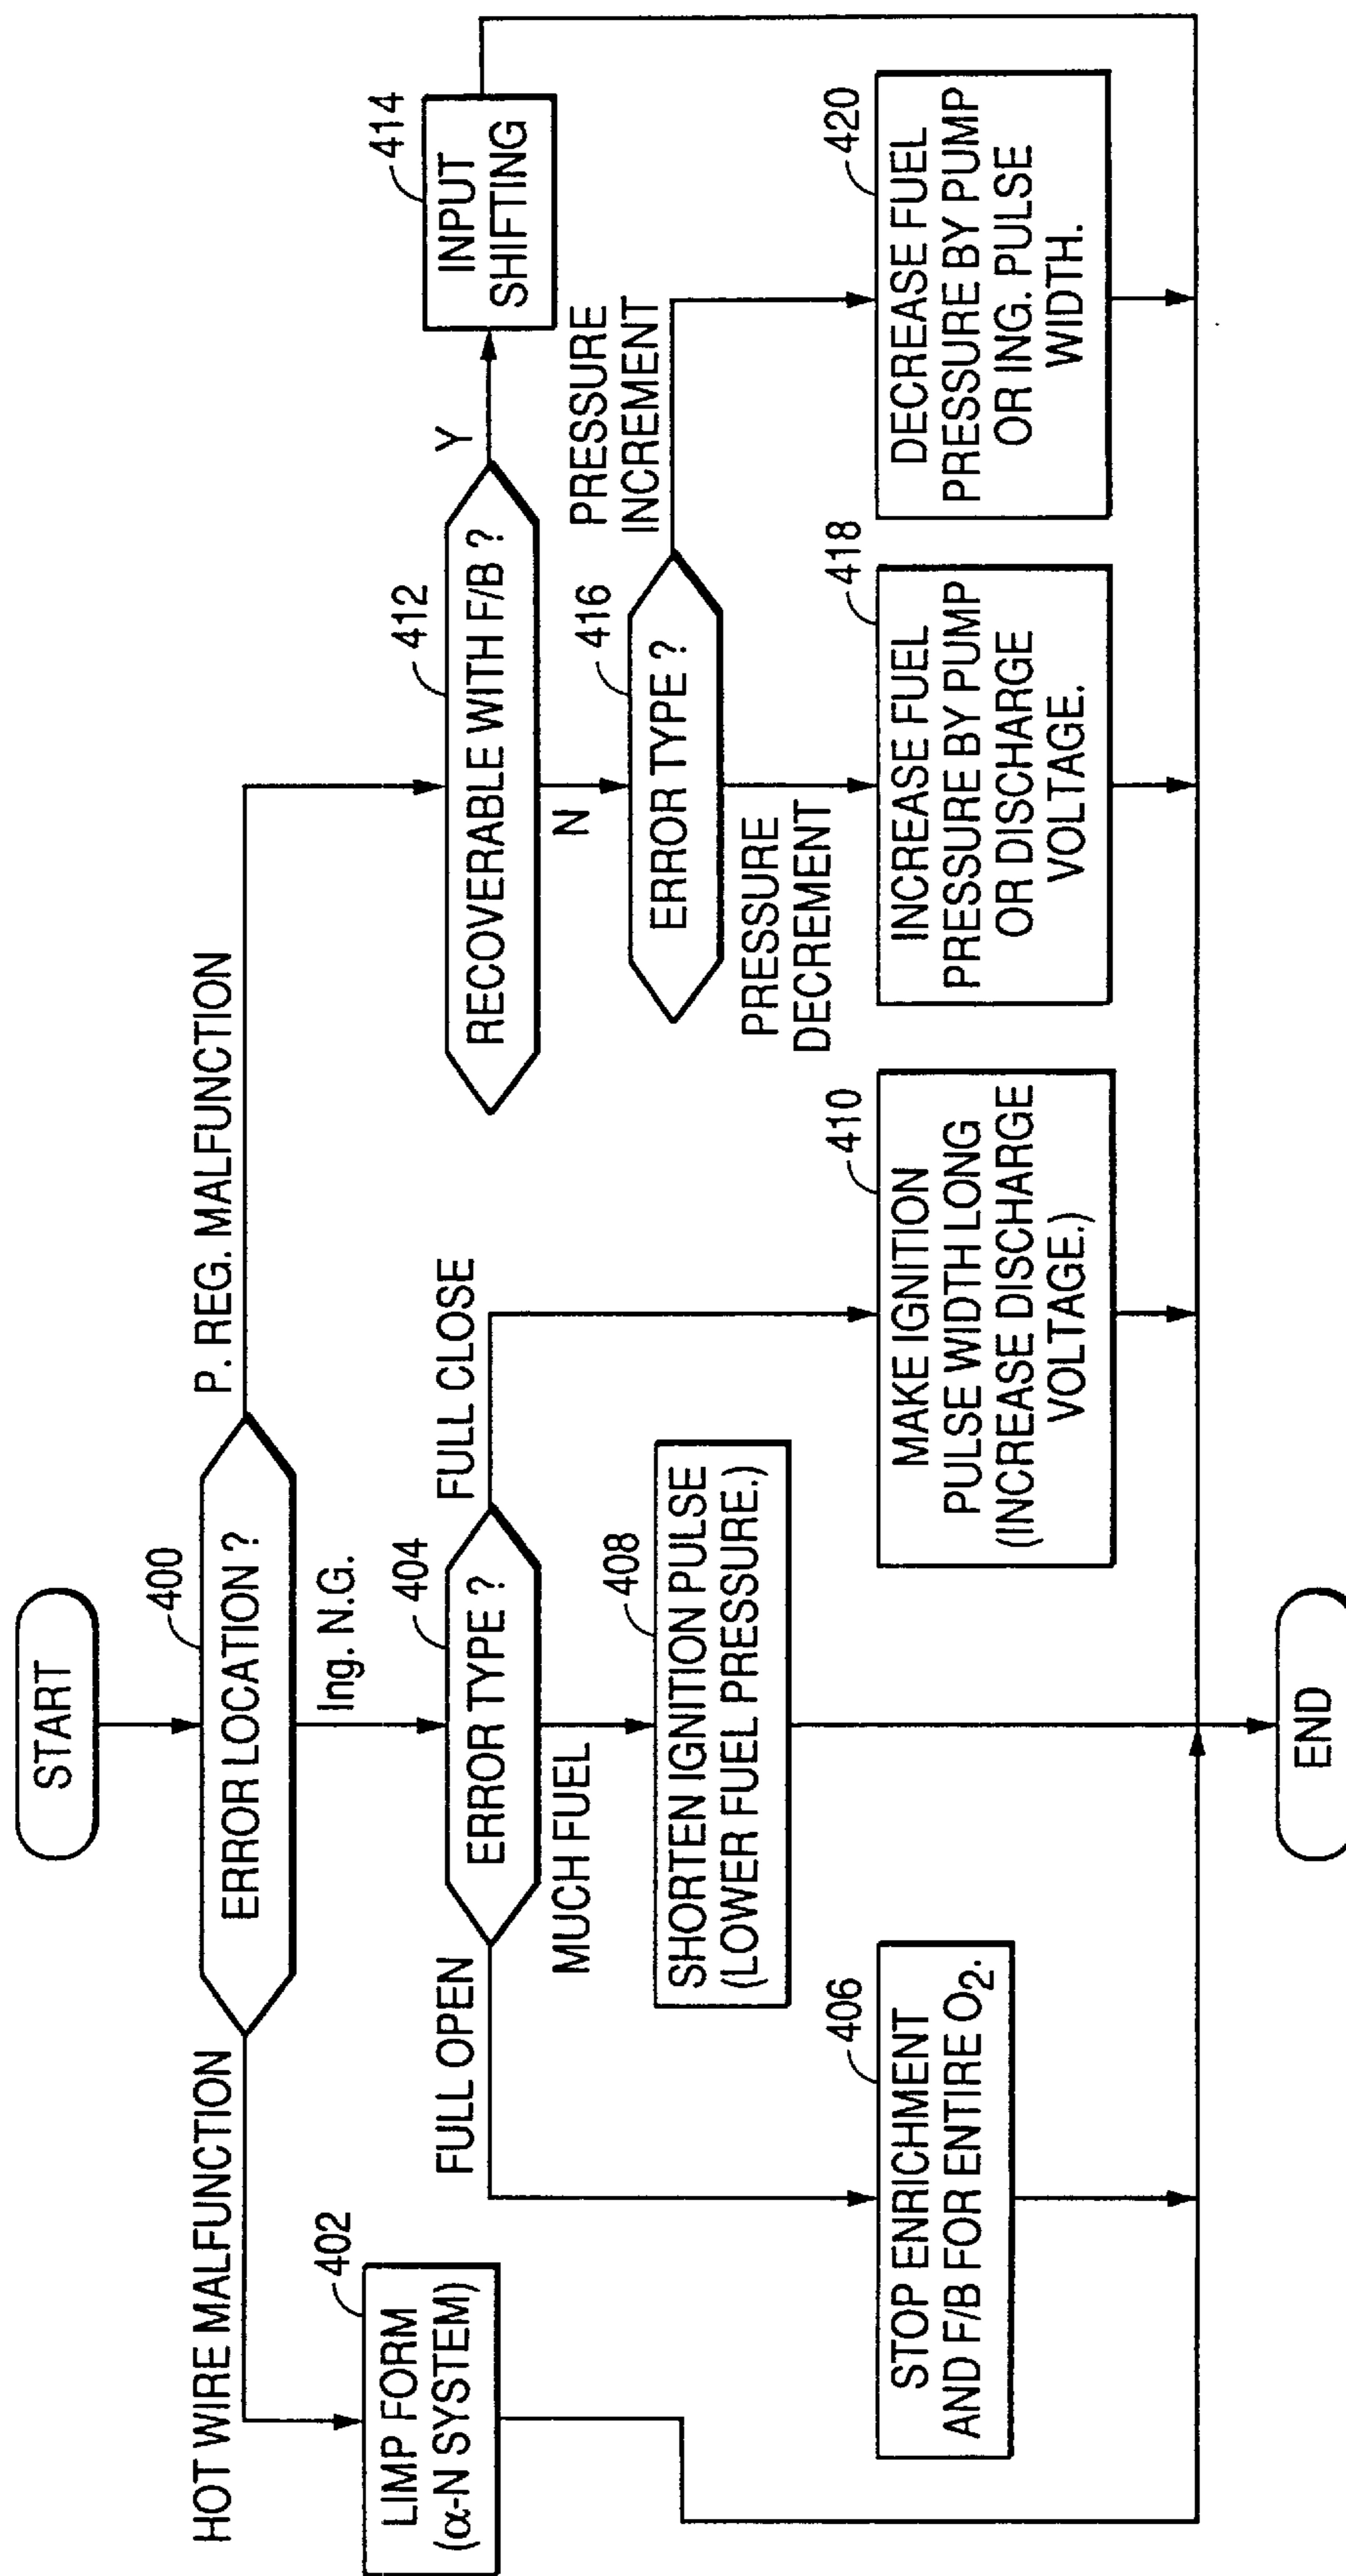 START
400
ERROR LOCATION ?
HOT WIRE MALFUNCTION
P. REG. MALFUNCTION
Ing. N.G.
402
LIMP FORM
(α-N SYSTEM)
404
ERROR TYPE ?
FULL OPEN
MUCH FUEL
FULL CLOSE
412
RECOVERABLE WITH F/B ?
Y
N
414
INPUT
SHIFTING
416
ERROR TYPE ?
PRESSURE
INCREMENT
PRESSURE
DECREMENT
408
SHORTEN IGNITION PULSE
(LOWER FUEL PRESSURE.)
406
STOP ENRICHMENT
AND F/B FOR ENTIRE O₂.
410
MAKE IGNITION
PULSE WIDTH LONG
(INCREASE DISCHARGE
VOLTAGE.)
418
INCREASE FUEL
PRESSURE BY PUMP
OR DISCHARGE
VOLTAGE.
420
DECREASE FUEL
PRESSURE BY PUMP
OR ING. PULSE
WIDTH.
END